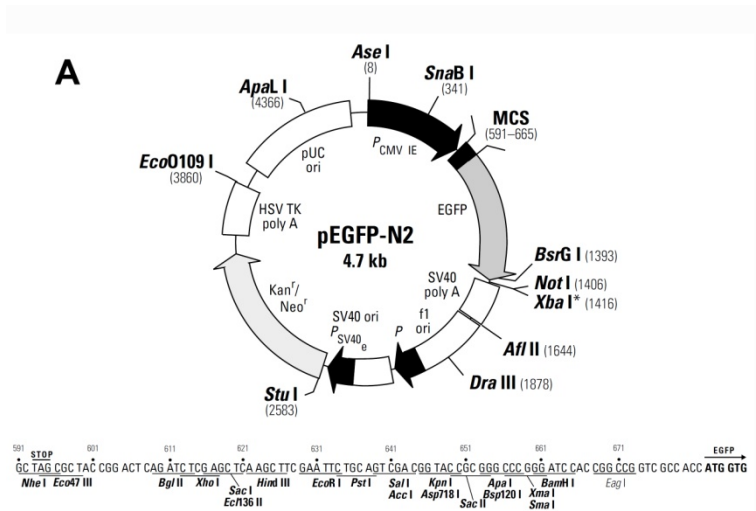 A
Ase I
(8)
SnaB I
(341)
ApaL I
(4366)
MCS
(591–665)
PCMV IE
pUC
ori
EcoO109 I
(3860)
HSV TK
poly A
EGFP
pEGFP-N2
4.7 kb
BsrG I (1393)
Not I (1406)
Xba I* (1416)
SV40
poly A
Kanr/
Neor
SV40 ori
PSV40e
P
f1
ori
Afl II (1644)
Dra III (1878)
Stu I
(2583)
591 601 611 621 631 641 651 661 671
STOP EGFP
GC TAG CGC TAC CGG ACT CAG ATC TCG AGC TCA AGC TTC GAA TTC TGC AGT CGA CGG TAC CGC GGG CCC GGG ATC CAC CGG CCG GTC GCC ACC ATG GTG
Nhe I Eco47 III Bgl II Xho I Hind III EcoR I Pst I Sal I Kpn I Apa I BamH I Eag I
Sac I Acc I Asp718 I Bsp120 I Xma I
Ecl136 II Sac II Sma I